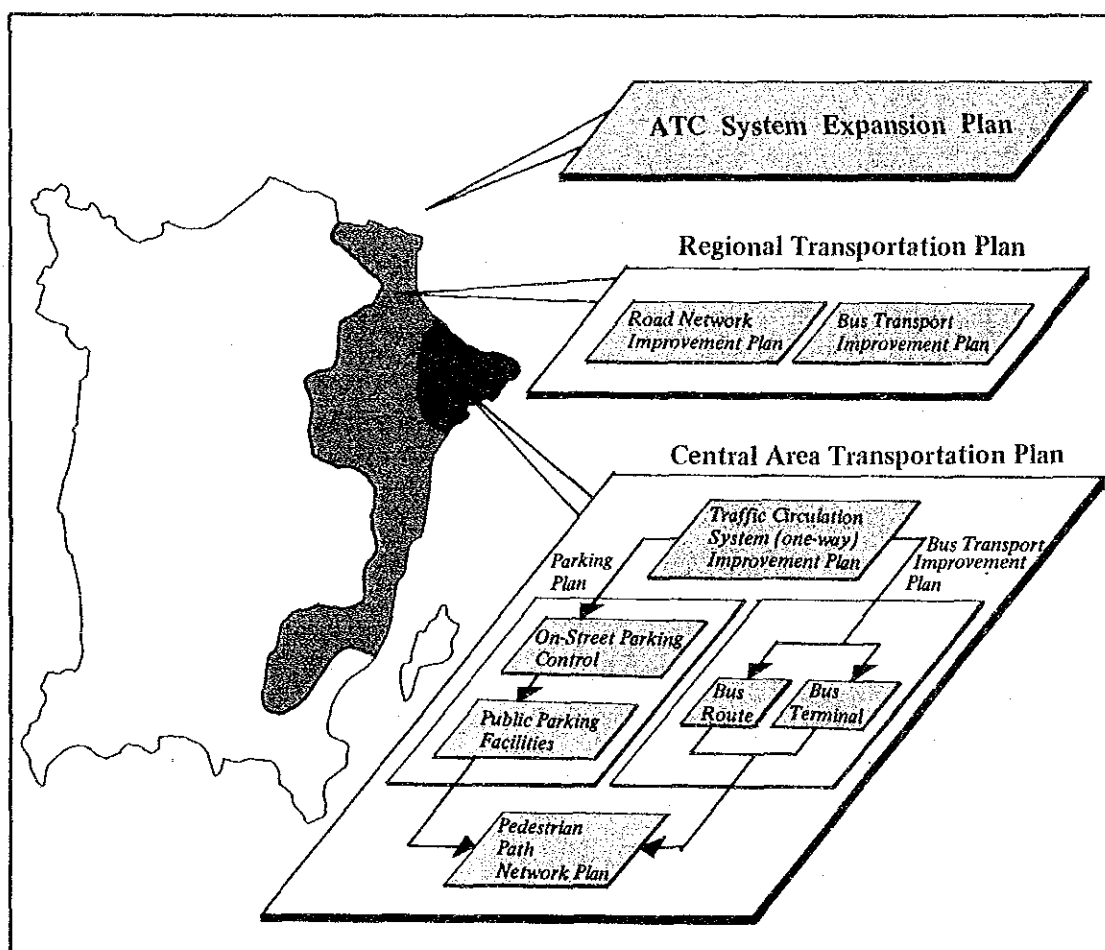 ATC System Expansion Plan
Regional Transportation Plan
Road Network
Improvement Plan
Bus Transport
Improvement Plan
Central Area Transportation Plan
Traffic Circulation
System (one-way)
Improvement Plan
Parking
Plan
Bus Transport
Improvement
Plan
On-Street Parking
Control
Public Parking
Facilities
Bus
Route
Bus
Terminal
Pedestrian
Path
Network Plan